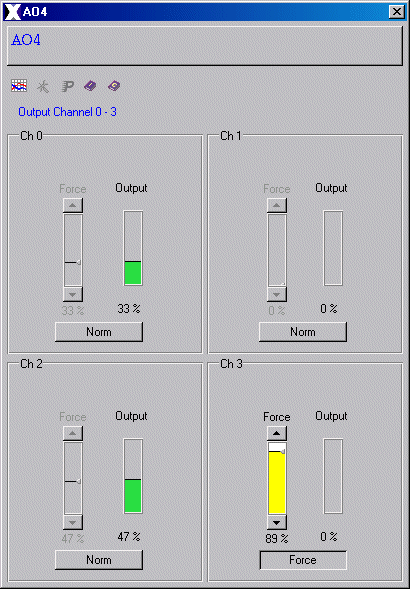 AO4
AO4
Output Channel 0 - 3
Ch 0
Force
Output
33 %
33 %
Norm
Ch 1
Force
Output
0 %
0 %
Norm
Ch 2
Force
Output
47 %
47 %
Norm
Ch 3
Force
Output
89 %
0 %
Force